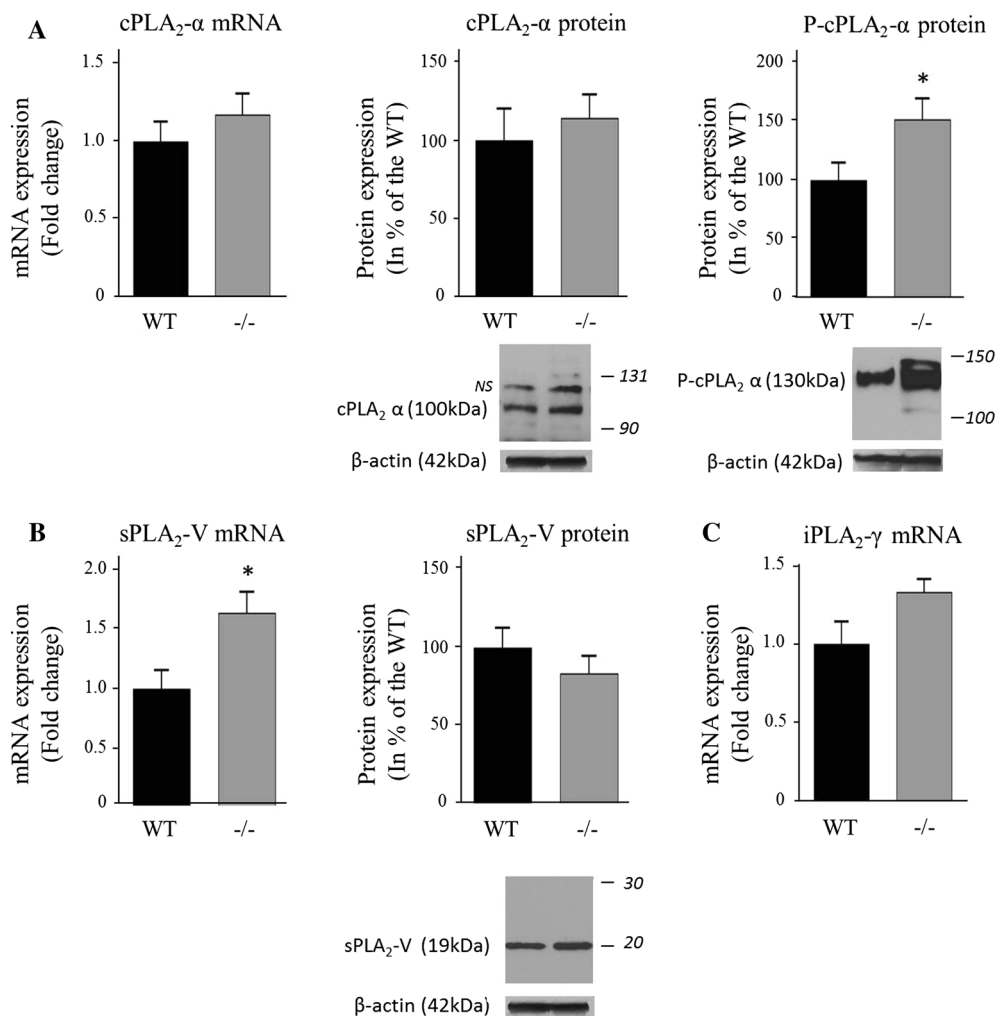 A
cPLA₂-α mRNA
mRNA expression
(Fold change)
1.5
1.0
0.5
0
WT
-/-
cPLA₂-α protein
Protein expression
(In % of the WT)
150
100
50
0
WT
-/-
NS
cPLA₂ α (100kDa)
131
90
β-actin (42kDa)
P-cPLA₂-α protein
Protein expression
(In % of the WT)
200
150
100
50
0
*
WT
-/-
P-cPLA₂ α (130kDa)
150
100
β-actin (42kDa)
B
sPLA₂-V mRNA
mRNA expression
(Fold change)
2.0
1.5
1.0
0.5
0
*
WT
-/-
sPLA₂-V protein
Protein expression
(In % of the WT)
150
100
50
0
WT
-/-
sPLA₂-V (19kDa)
30
20
β-actin (42kDa)
C
iPLA₂-γ mRNA
mRNA expression
(Fold change)
1.5
1.0
0.5
0
WT
-/-